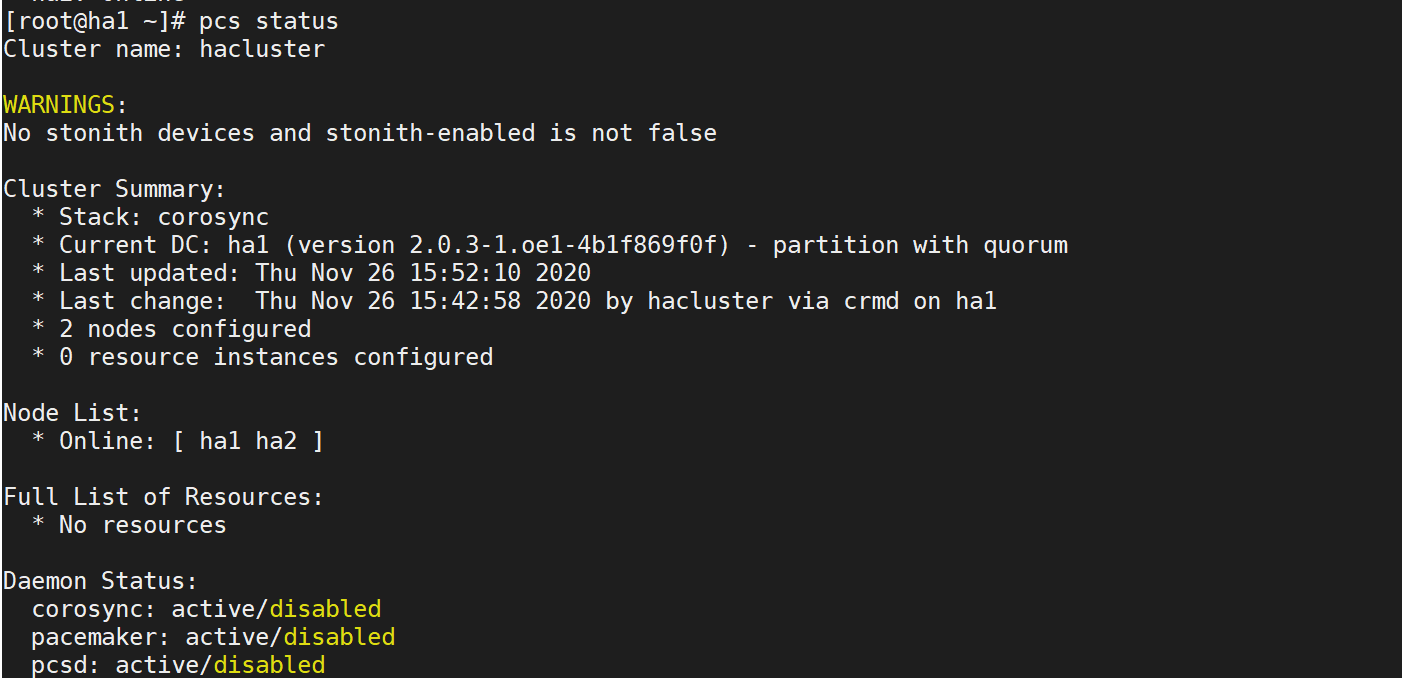 [root@ha1 ~]# pcs status
Cluster name: hacluster

WARNINGS:
No stonith devices and stonith-enabled is not false

Cluster Summary:
  * Stack: corosync
  * Current DC: ha1 (version 2.0.3-1.oe1-4b1f869f0f) - partition with quorum
  * Last updated: Thu Nov 26 15:52:10 2020
  * Last change:  Thu Nov 26 15:42:58 2020 by hacluster via crmd on ha1
  * 2 nodes configured
  * 0 resource instances configured

Node List:
  * Online: [ ha1 ha2 ]

Full List of Resources:
  * No resources

Daemon Status:
  corosync: active/disabled
  pacemaker: active/disabled
  pcsd: active/disabled